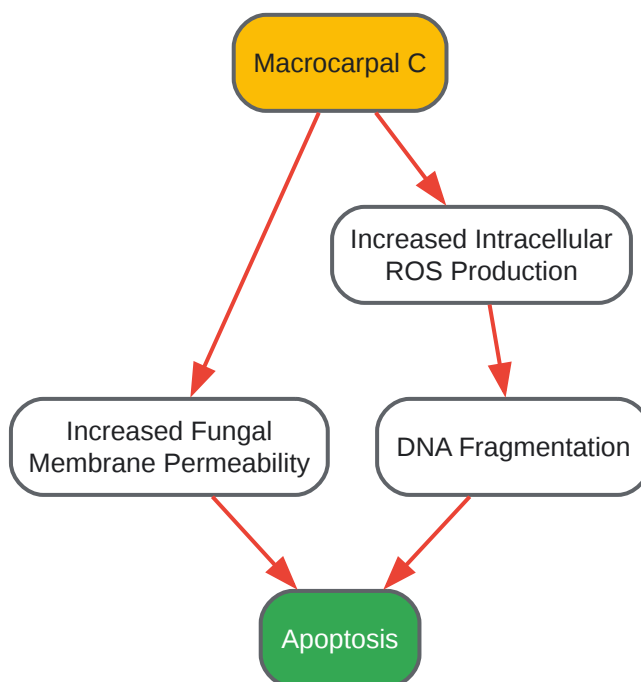 Macrocarpal C
Increased Intracellular
ROS Production
Increased Fungal
Membrane Permeability
DNA Fragmentation
Apoptosis